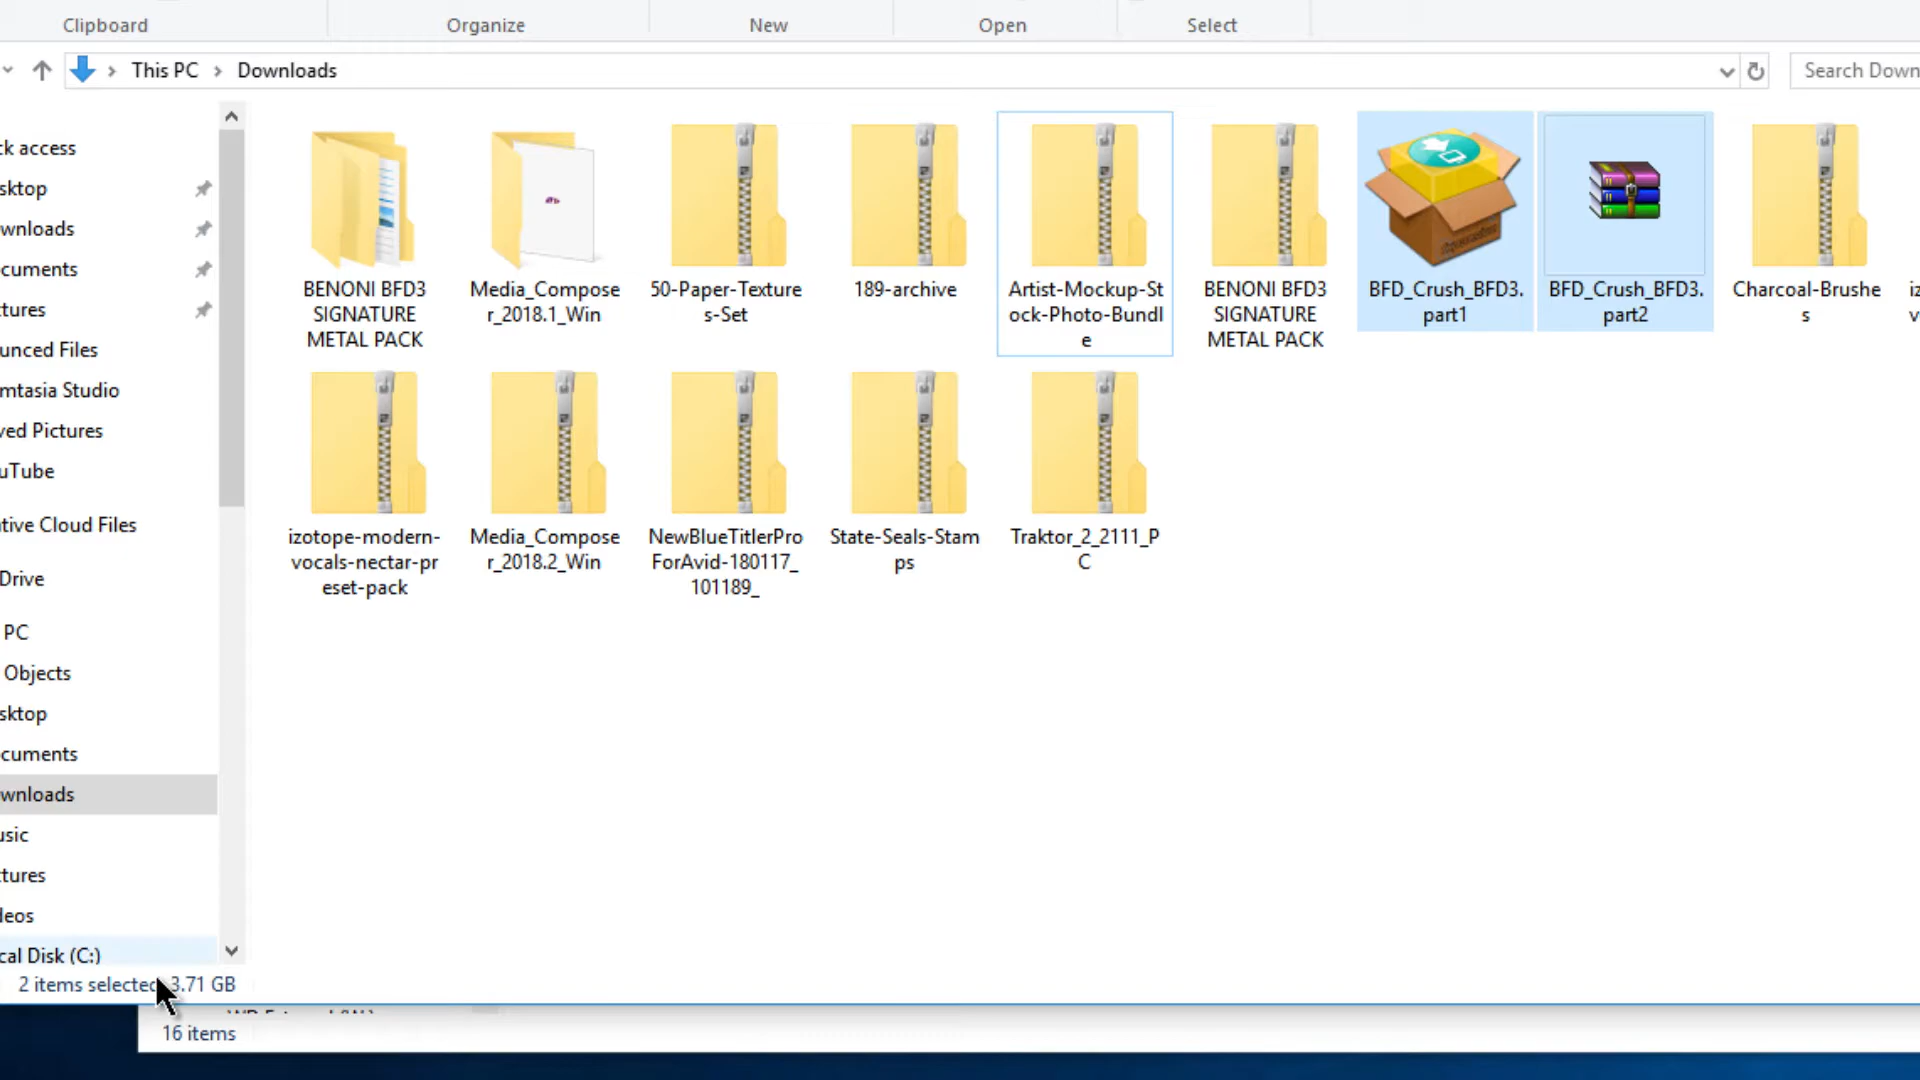 Clipboard
Organize
New
Open
Select
This PC
Downloads
Search Down
ck access
sktop
wnloads
cuments
tures
unced Files
mtasia Studio
ved Pictures
uTube
tive Cloud Files
Drive
PC
Objects
sktop
cuments
wnloads
usic
tures
deos
cal Disk (C:)
BENONI BFD3
SIGNATURE
METAL PACK
Media_Compose
r_2018.1_Win
50-Paper-Texture
s-Set
189-archive
Artist-Mockup-St
ock-Photo-Bundl
e
BENONI BFD3
SIGNATURE
METAL PACK
BFD_Crush_BFD3.
part1
BFD_Crush_BFD3.
part2
Charcoal-Brushe
s
iz
v
izotope-modern-
vocals-nectar-pr
eset-pack
Media_Compose
r_2018.2_Win
NewBlueTitlerPro
ForAvid-180117_
101189_
State-Seals-Stam
ps
Traktor_2_2111_P
C
2 items selected 3.71 GB
16 items